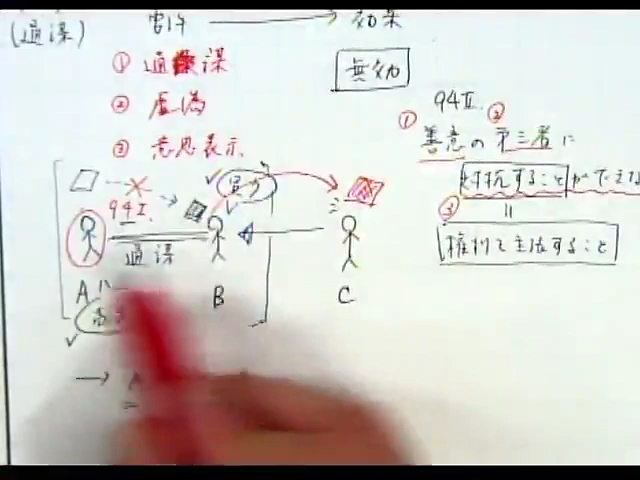 (通謀)
要件 → 効果
① 通謀
② 虚偽
③ 意思表示
無効
94Ⅱ
① ②
善意の第三者に
対抗することができな
③ =
権利を主張すること
94Ⅰ
通謀
A
B
C
→ A